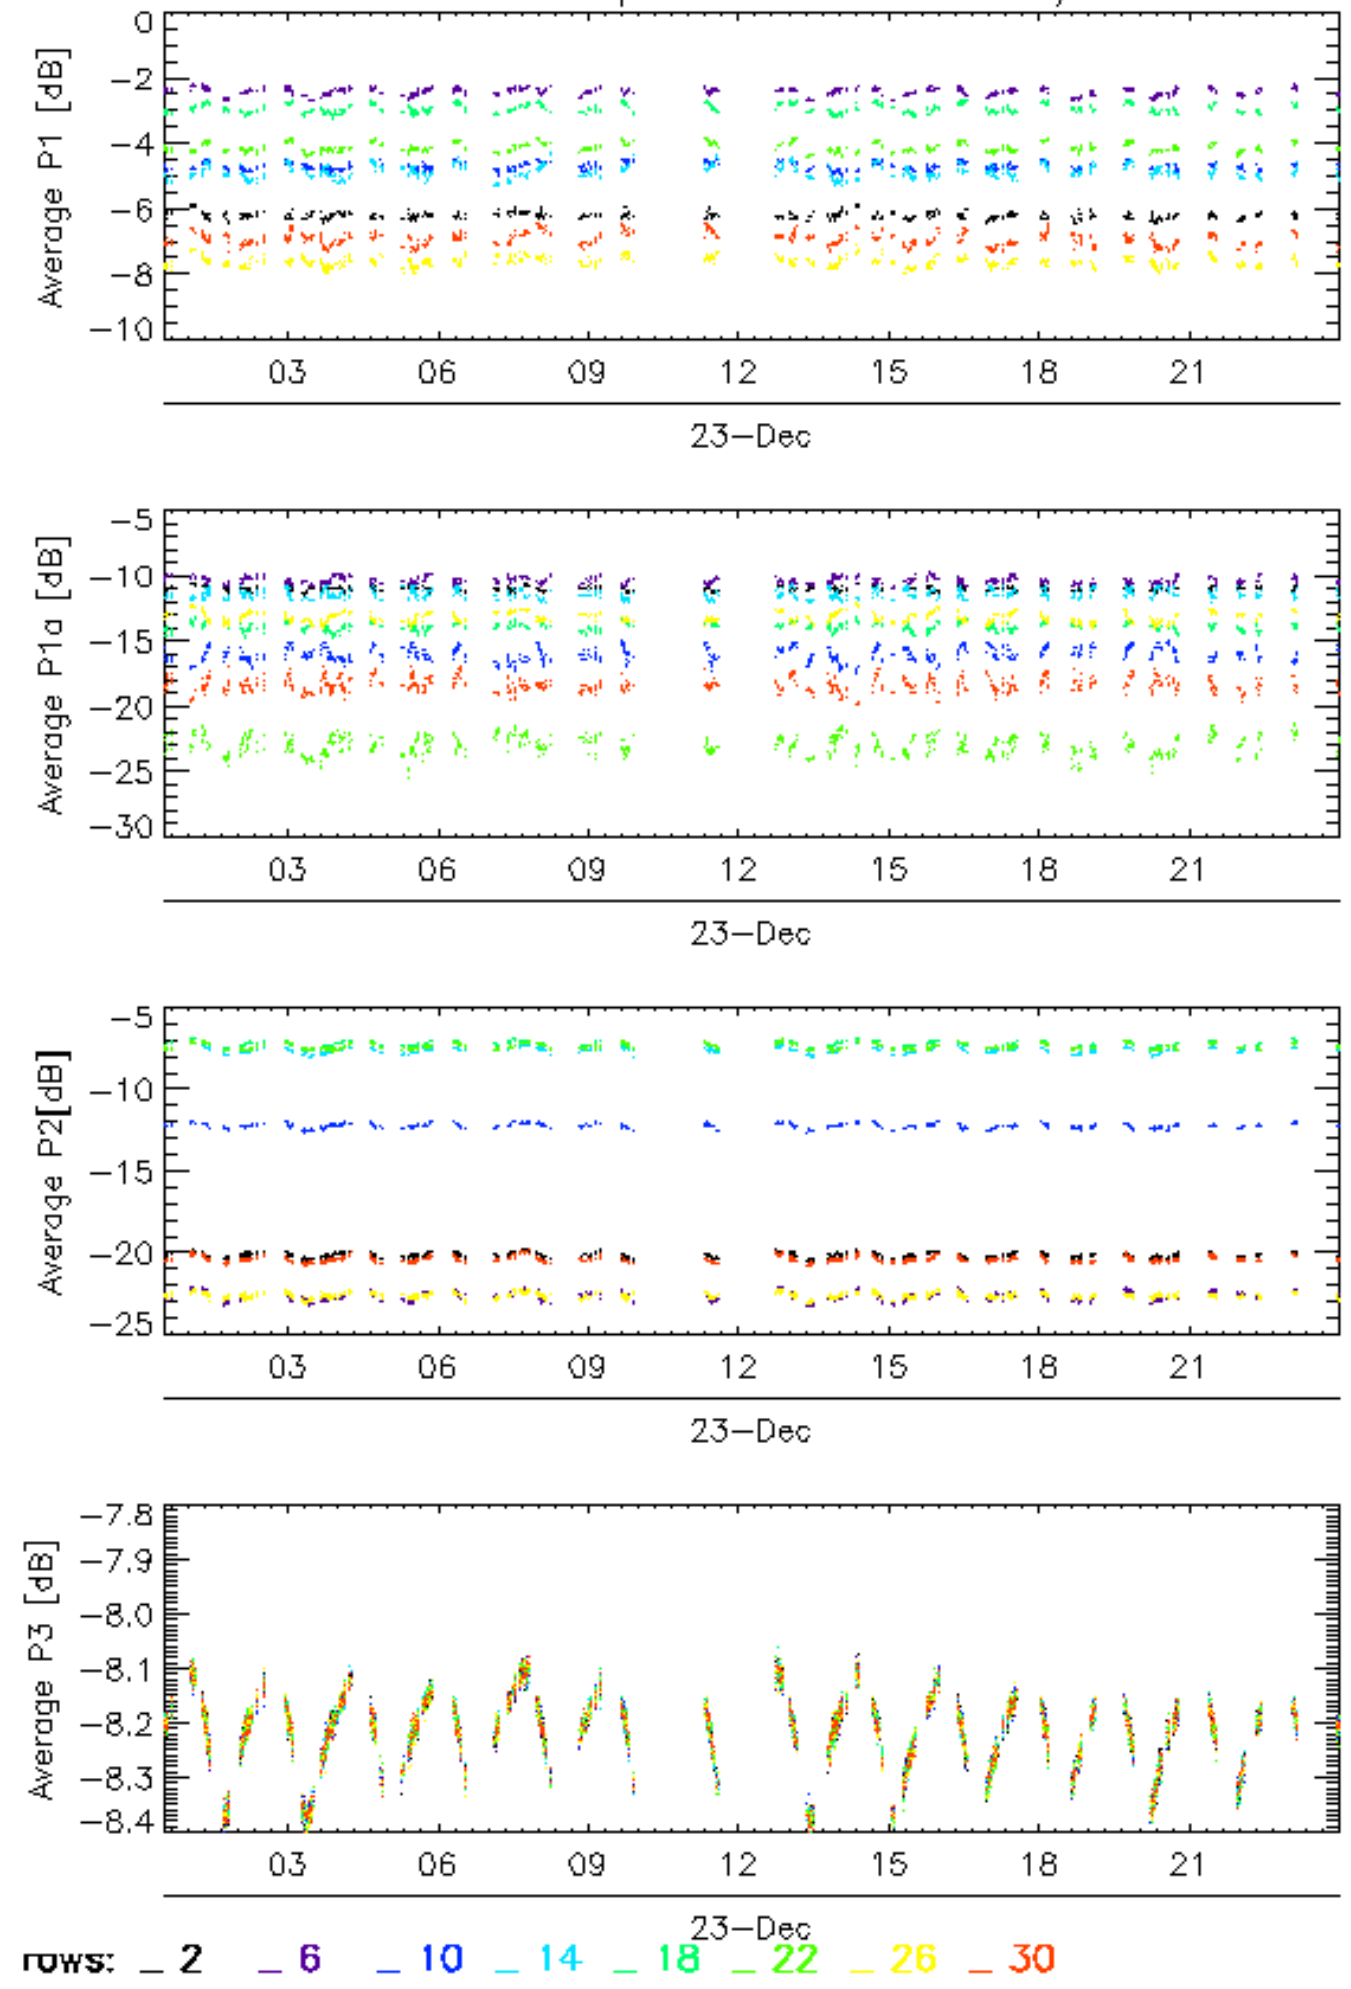 0
−2
−4
−6
−8
−10
Average P1 [dB]
03 06 09 12 15 18 21
23−Dec
−5
−10
−15
−20
−25
−30
Average P1a [dB]
03 06 09 12 15 18 21
23−Dec
−5
−10
−15
−20
−25
Average P2[dB]
03 06 09 12 15 18 21
23−Dec
−7.8
−7.9
−8.0
−8.1
−8.2
−8.3
−8.4
Average P3 [dB]
03 06 09 12 15 18 21
23−Dec
rows: _ 2 _ 6 _ 10 _ 14 _ 18 _ 22 _ 26 _ 30